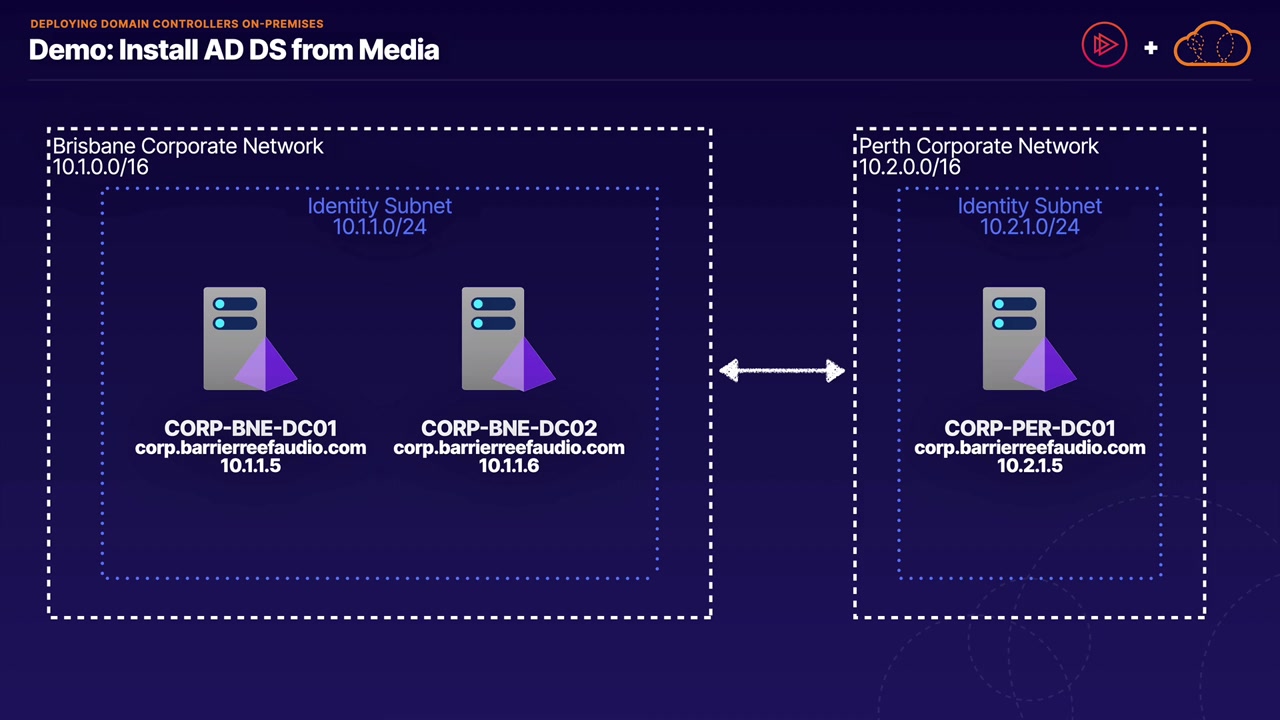 DEPLOYING DOMAIN CONTROLLERS ON-PREMISES
Demo: Install AD DS from Media
+
Brisbane Corporate Network
10.1.0.0/16
Identity Subnet
10.1.1.0/24
CORP-BNE-DC01
corp.barrierreefaudio.com
10.1.1.5
CORP-BNE-DC02
corp.barrierreefaudio.com
10.1.1.6
Perth Corporate Network
10.2.0.0/16
Identity Subnet
10.2.1.0/24
CORP-PER-DC01
corp.barrierreefaudio.com
10.2.1.5